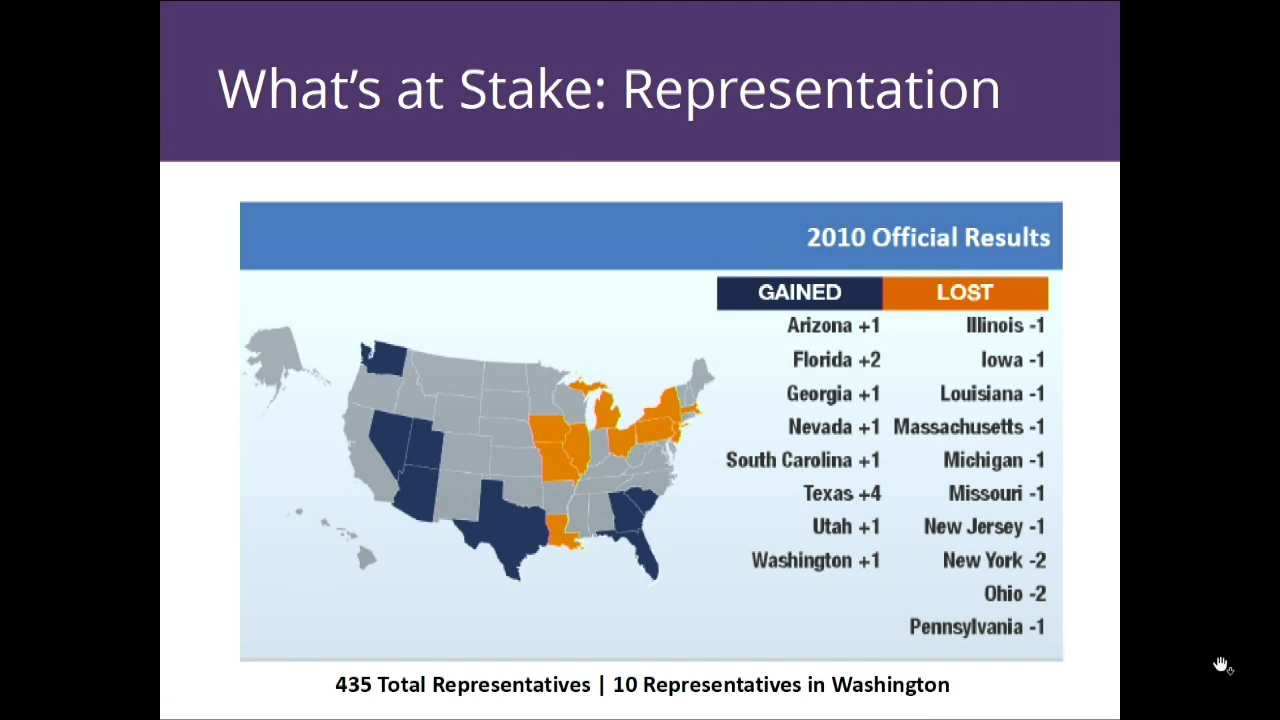 What's at Stake: Representation
2010 Official Results
GAINED LOST
Arizona +1 Illinois -1
Florida +2 Iowa -1
Georgia +1 Louisiana -1
Nevada +1 Massachusetts -1
South Carolina +1 Michigan -1
Texas +4 Missouri -1
Utah +1 New Jersey -1
Washington +1 New York -2
Ohio -2
Pennsylvania -1
435 Total Representatives | 10 Representatives in Washington